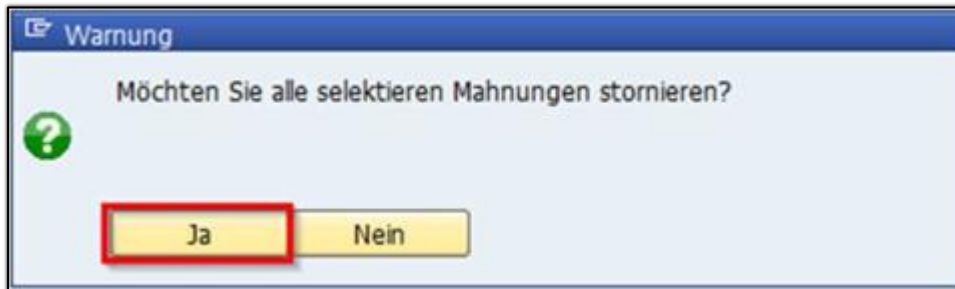 Warnung
Möchten Sie alle selektieren Mahnungen stornieren?
Ja
Nein